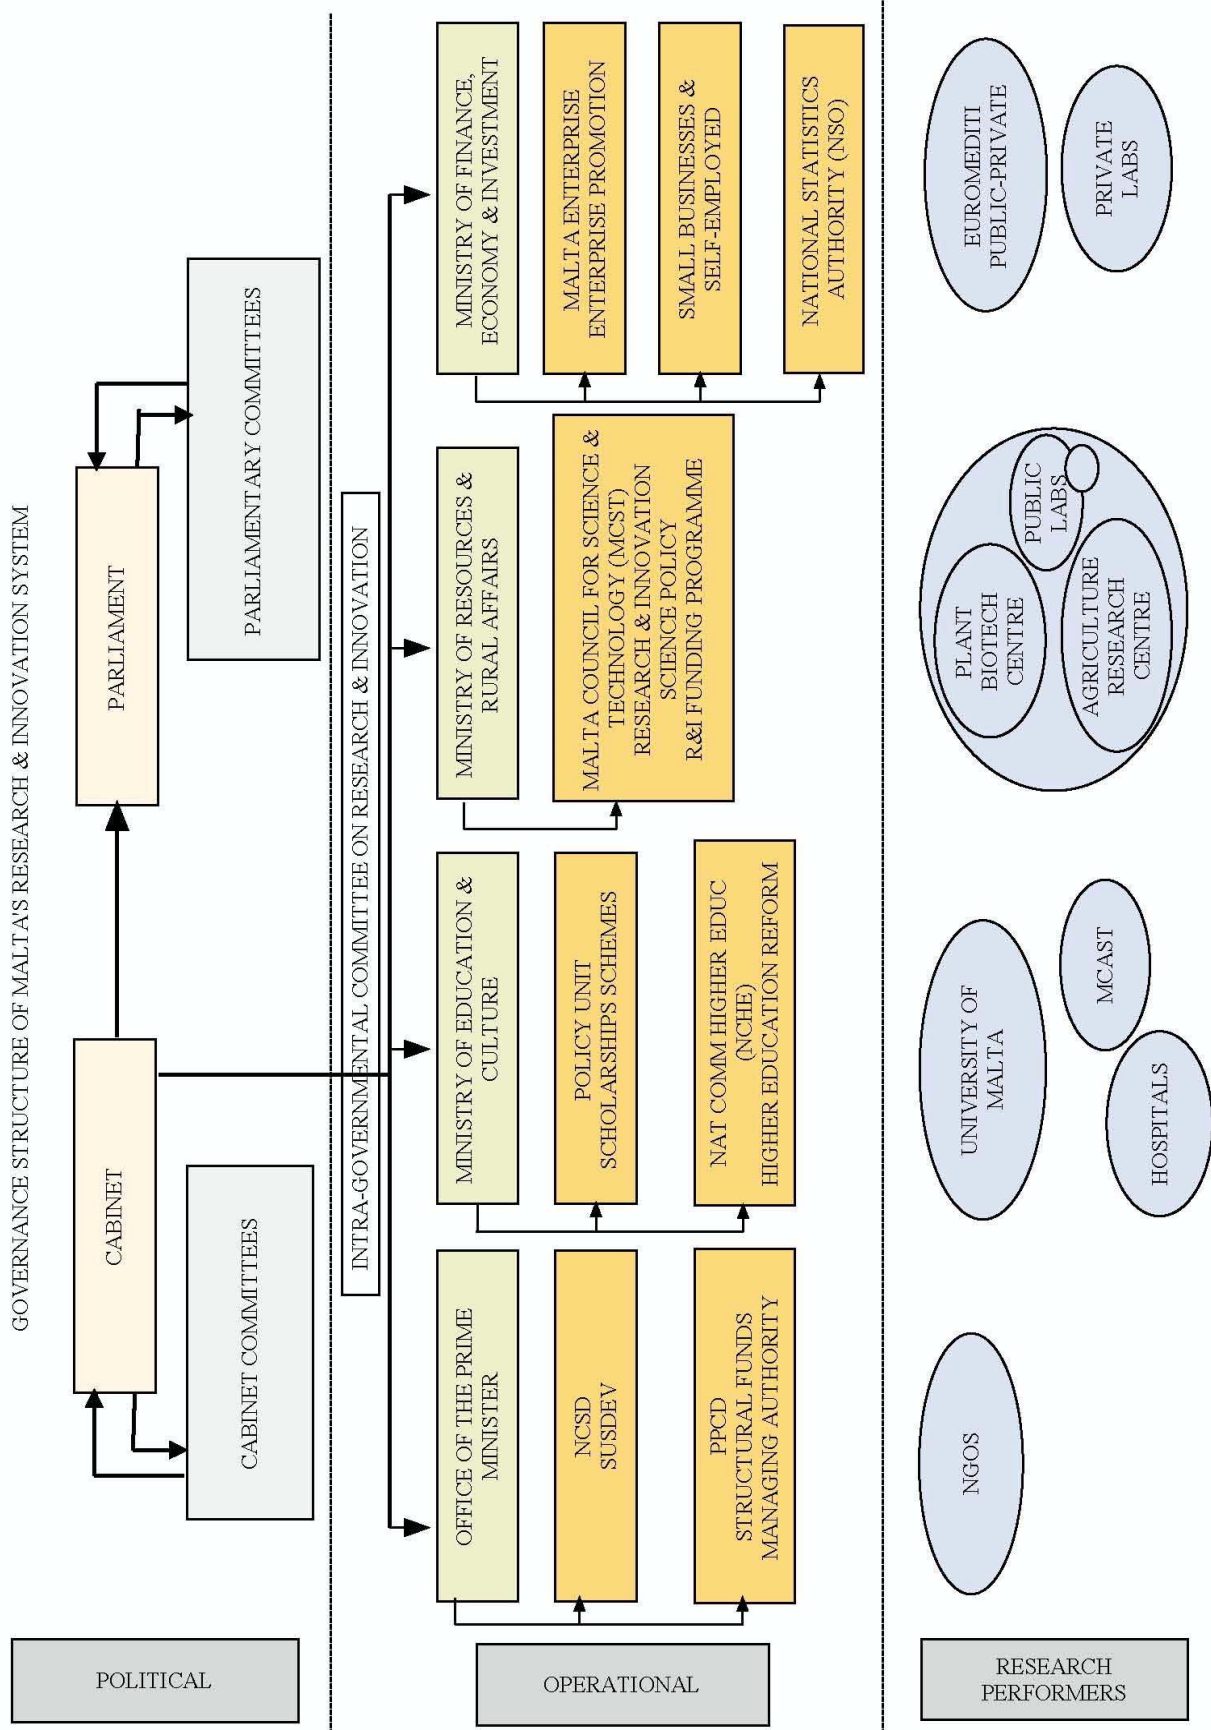 GOVERNANCE STRUCTURE OF MALTA'S RESEARCH & INNOVATION SYSTEM
POLITICAL
CABINET
PARLIAMENT
CABINET COMMITTEES
PARLIAMENTARY COMMITTEES
INTRA-GOVERNMENTAL COMMITTEE ON RESEARCH & INNOVATION
OPERATIONAL
OFFICE OF THE PRIME
MINISTER
NCSD
SUSDEV
PPCD
STRUCTURAL FUNDS
MANAGING AUTHORITY
MINISTRY OF EDUCATION &
CULTURE
POLICY UNIT
SCHOLARSHIPS SCHEMES
NAT COMM HIGHER EDUC
(NCHE)
HIGHER EDUCATION REFORM
MINISTRY OF RESOURCES &
RURAL AFFAIRS
MALTA COUNCIL FOR SCIENCE &
TECHNOLOGY (MCST)
RESEARCH & INNOVATION
SCIENCE POLICY
R&I FUNDING PROGRAMME
MINISTRY OF FINANCE,
ECONOMY & INVESTMENT
MALTA ENTERPRISE
ENTERPRISE PROMOTION
SMALL BUSINESSES &
SELF-EMPLOYED
NATIONAL STATISTICS
AUTHORITY (NSO)
RESEARCH
PERFORMERS
NGOS
UNIVERSITY OF
MALTA
MCAST
HOSPITALS
PLANT
BIOTECH
CENTRE
PUBLIC
LABS
AGRICULTURE
RESEARCH
CENTRE
EUROMEDITI
PUBLIC-PRIVATE
PRIVATE
LABS